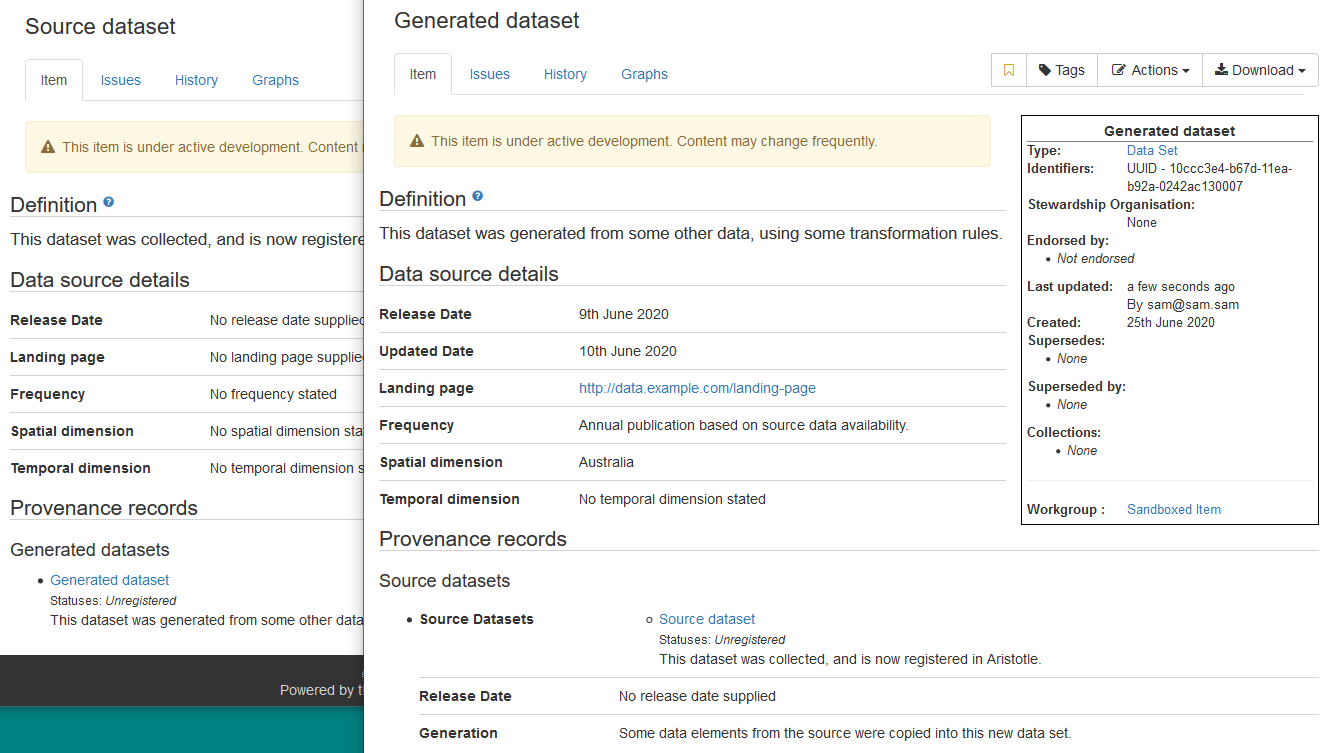 Source dataset
Item Issues History Graphs
This item is under active development. Content
Definition
This dataset was collected, and is now registere
Data source details
Release Date No release date supplied
Landing page No landing page supplie
Frequency No frequency stated
Spatial dimension No spatial dimension sta
Temporal dimension No temporal dimension s
Provenance records
Generated datasets
Generated dataset
Statuses: Unregistered
This dataset was generated from some other data
Powered by t
Generated dataset
Item Issues History Graphs
Tags Actions Download
This item is under active development. Content may change frequently.
Definition
This dataset was generated from some other data, using some transformation rules.
Data source details
Release Date 9th June 2020
Updated Date 10th June 2020
Landing page http://data.example.com/landing-page
Frequency Annual publication based on source data availability.
Spatial dimension Australia
Temporal dimension No temporal dimension stated
Provenance records
Source datasets
Source Datasets Source dataset
Statuses: Unregistered
This dataset was collected, and is now registered in Aristotle.
Release Date No release date supplied
Generation Some data elements from the source were copied into this new data set.
Generated dataset
Type: Data Set
Identifiers: UUID - 10ccc3e4-b67d-11ea-
b92a-0242ac130007
Stewardship Organisation:
None
Endorsed by:
Not endorsed
Last updated: a few seconds ago
By sam@sam.sam
Created: 25th June 2020
Supersedes:
None
Superseded by:
None
Collections:
None
Workgroup : Sandboxed Item